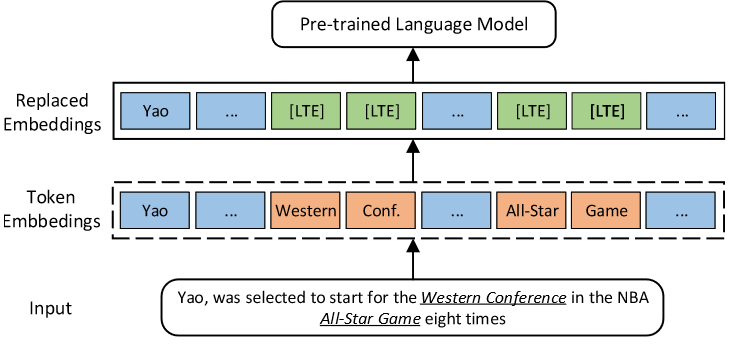 Pre-trained Language Model
Replaced
Embeddings
Yao ... [LTE] [LTE] ... [LTE] [LTE] ...
Token
Embbedings
Yao ... Western Conf. ... All-Star Game ...
Input
Yao, was selected to start for the Western Conference in the NBA
All-Star Game eight times